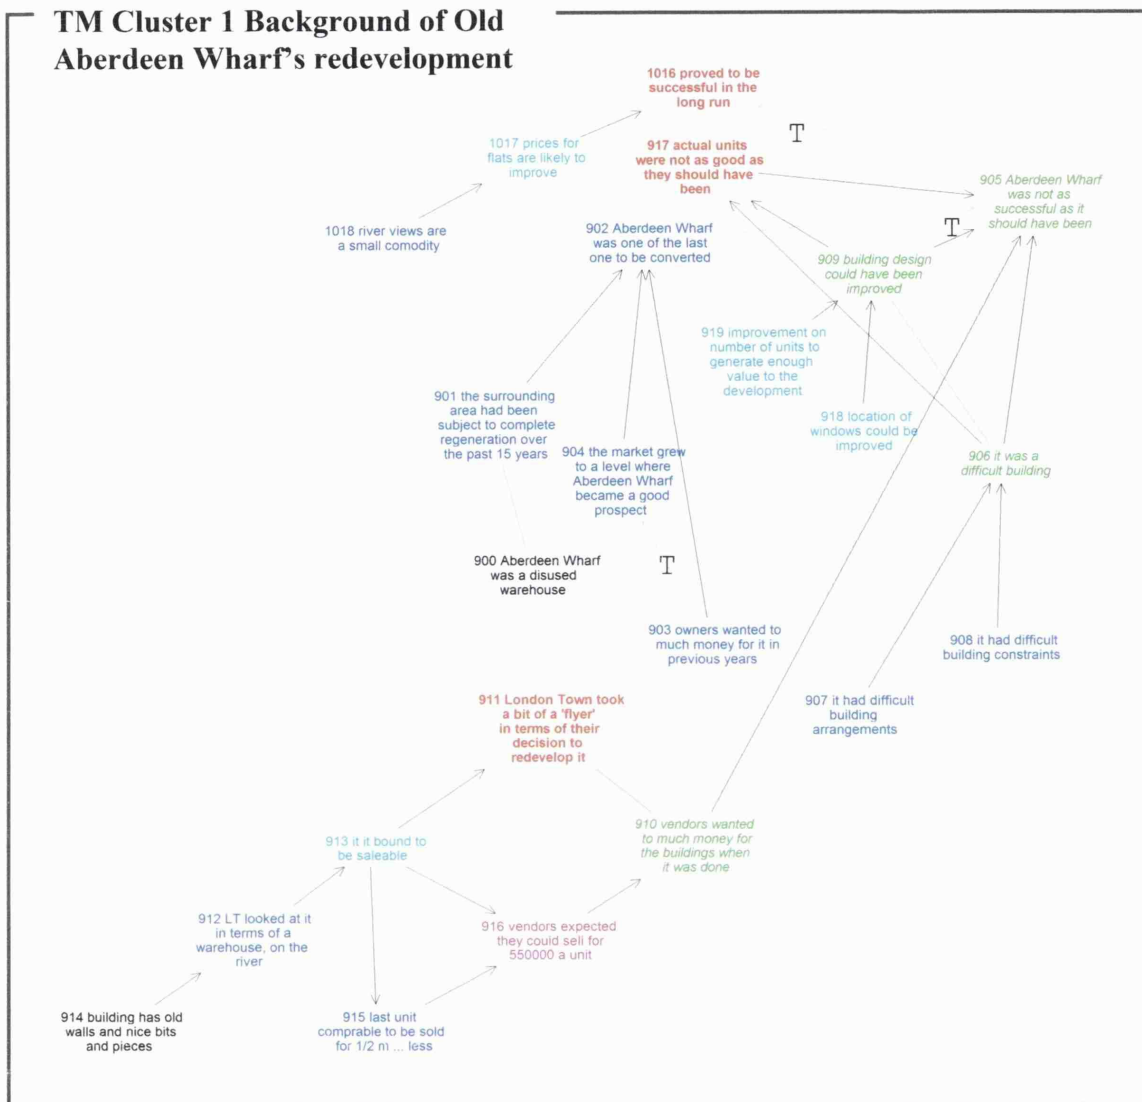 TM Cluster 1 Background of Old
Aberdeen Wharf's redevelopment
1016 proved to be
successful in the
long run
T
1017 prices for
flats are likely to
improve
917 actual units
were not as good as
they should have
been
905 Aberdeen Wharf
was not as
successful as it
should have been
1018 river views are
a small comodity
902 Aberdeen Wharf
was one of the last
one to be converted
T
909 building design
could have been
improved
919 improvement on
number of units to
generate enough
value to the
development
901 the surrounding
area had been
subject to complete
regeneration over
the past 15 years
918 location of
windows could be
improved
904 the market grew
to a level where
Aberdeen Wharf
became a good
prospect
906 it was a
difficult building
900 Aberdeen Wharf
was a disused
warehouse
T
903 owners wanted to
much money for it in
previous years
908 it had difficult
building constraints
907 it had difficult
building
arrangements
911 London Town took
a bit of a 'flyer'
in terms of their
decision to
redevelop it
910 vendors wanted
to much money for
the buildings when
it was done
913 it it bound to
be saleable
912 LT looked at it
in terms of a
warehouse, on the
river
916 vendors expected
they could sell for
550000 a unit
914 building has old
walls and nice bits
and pieces
915 last unit
comprable to be sold
for 1/2 m ... less